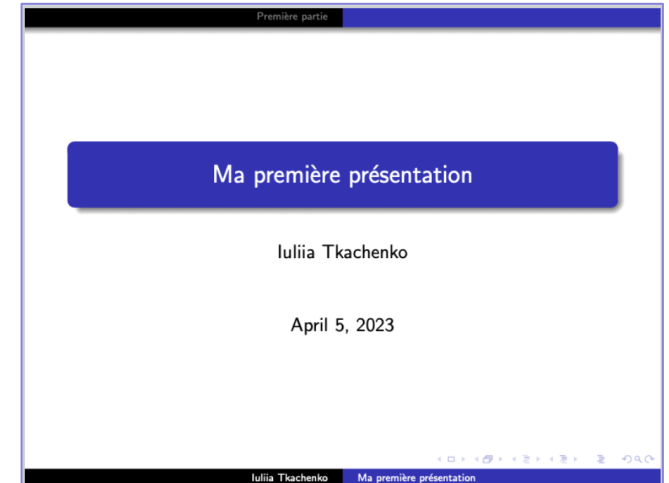 Première partie
Ma première présentation
Iuliia Tkachenko
April 5, 2023
Iuliia Tkachenko Ma première présentation